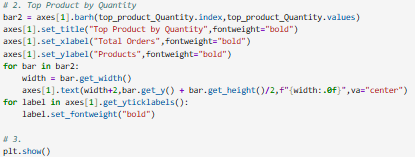 # 2. Top Product by Quantity
bar2 = axes[1].barh(top_product_Quantity.index,top_product_Quantity.values)
axes[1].set_title("Top Product by Quantity",fontweight="bold")
axes[1].set_xlabel("Total Orders",fontweight="bold")
axes[1].set_ylabel("Products",fontweight="bold")
for bar in bar2:
    width = bar.get_width()
    axes[1].text(width+2,bar.get_y() + bar.get_height()/2,f"{width:.0f}",va="center")
for label in axes[1].get_yticklabels():
    label.set_fontweight("bold")
# 3.
plt.show()